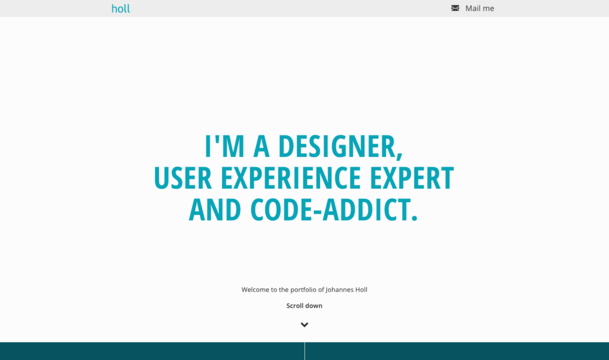 holl
Mail me
I'M A DESIGNER,
USER EXPERIENCE EXPERT
AND CODE-ADDICT.
Welcome to the portfolio of Johannes Holl
Scroll down